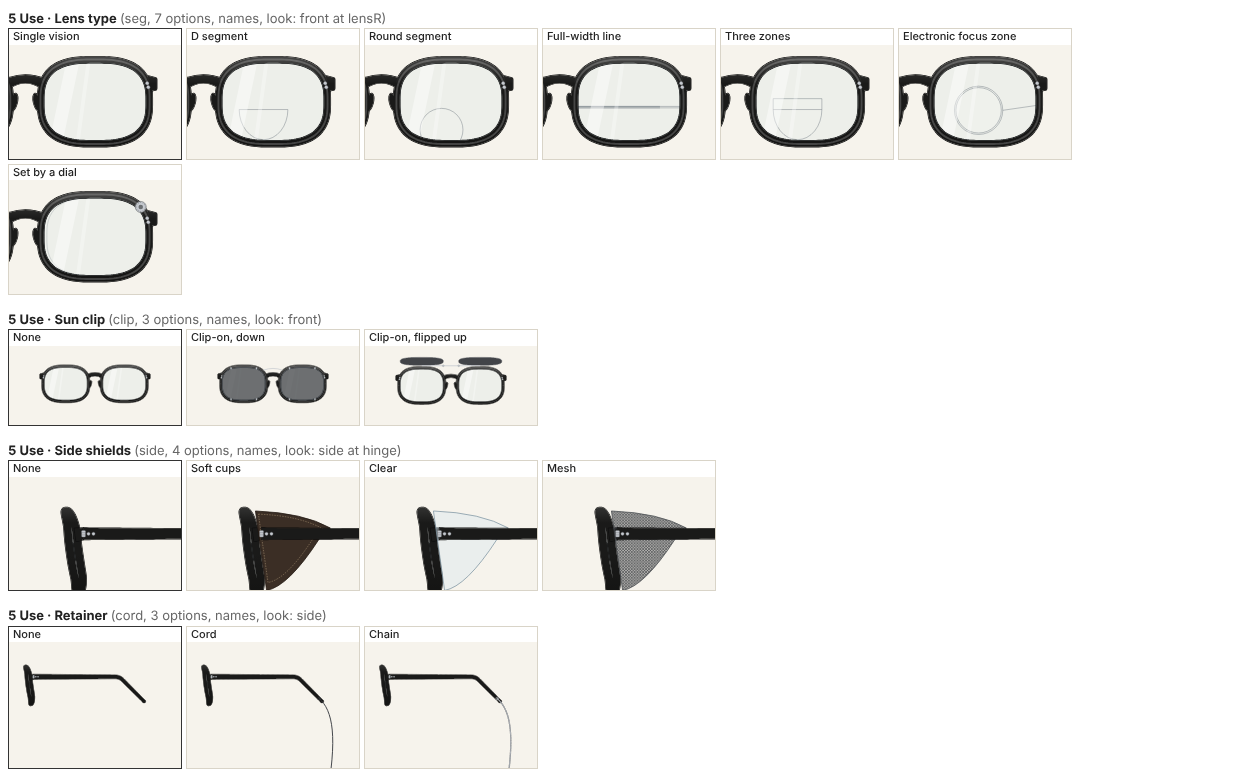 5 Use · Lens type (seg, 7 options, names, look: front at lensR)
Single vision
D segment
Round segment
Full-width line
Three zones
Electronic focus zone
Set by a dial
5 Use · Sun clip (clip, 3 options, names, look: front)
None
Clip-on, down
Clip-on, flipped up
5 Use · Side shields (side, 4 options, names, look: side at hinge)
None
Soft cups
Clear
Mesh
5 Use · Retainer (cord, 3 options, names, look: side)
None
Cord
Chain